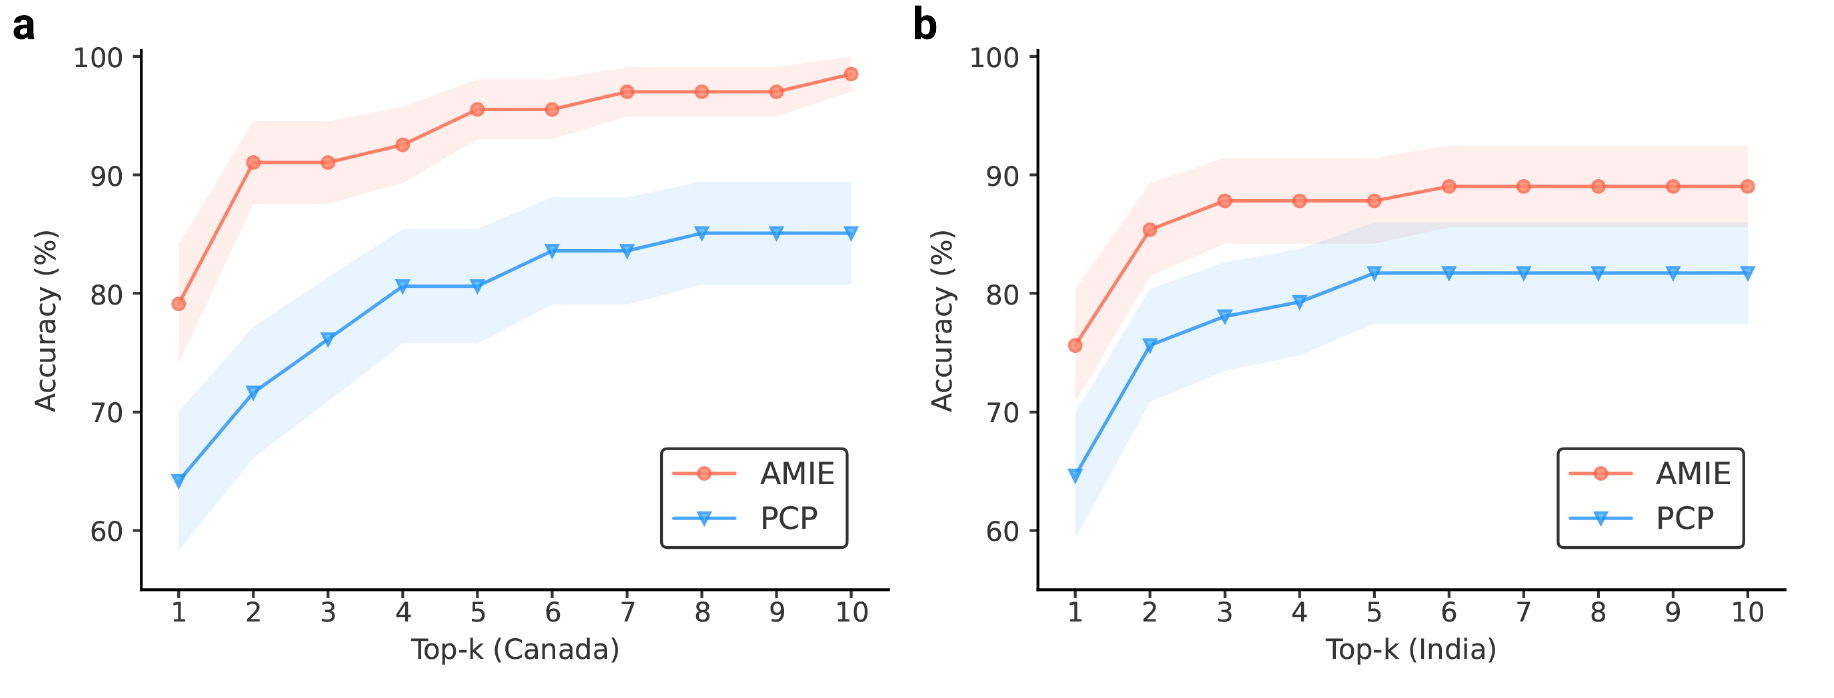 a
100
90
80
70
60
Accuracy (%)
AMIE
PCP
1 2 3 4 5 6 7 8 9 10
Top-k (Canada)
b
100
90
80
70
60
Accuracy (%)
AMIE
PCP
1 2 3 4 5 6 7 8 9 10
Top-k (India)